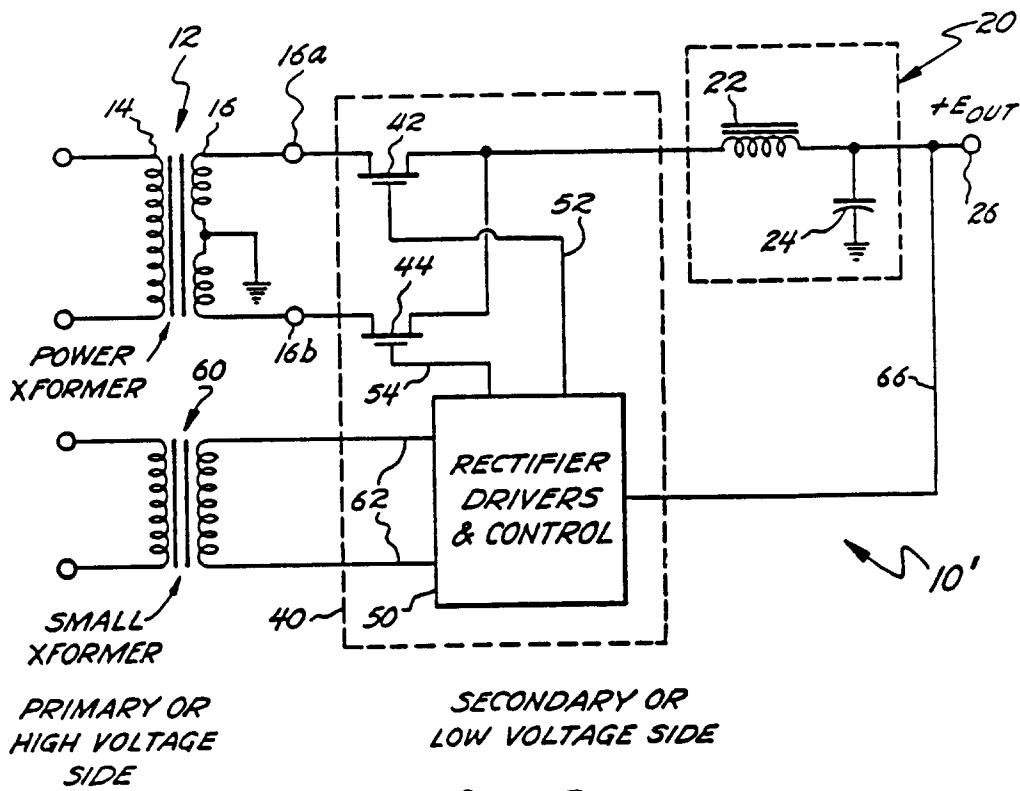 12
16a
20
14
16
42
22
+E_OUT
52
24
26
44
16b
POWER
XFORMER
54
60
66
RECTIFIER
DRIVERS
& CONTROL
62
10'
40
50
SMALL
XFORMER
PRIMARY OR
HIGH VOLTAGE
SIDE
SECONDARY OR
LOW VOLTAGE SIDE